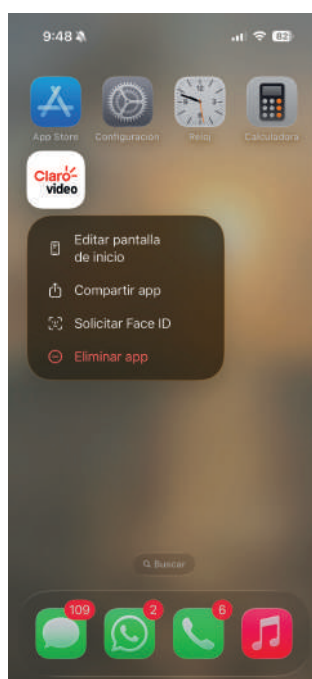 9:48
82
12
App Store Configuración Reloj Calculadora
Claro-
video
Editar pantalla
de inicio
Compartir app
Solicitar Face ID
Eliminar app
Buscar
109 2 6